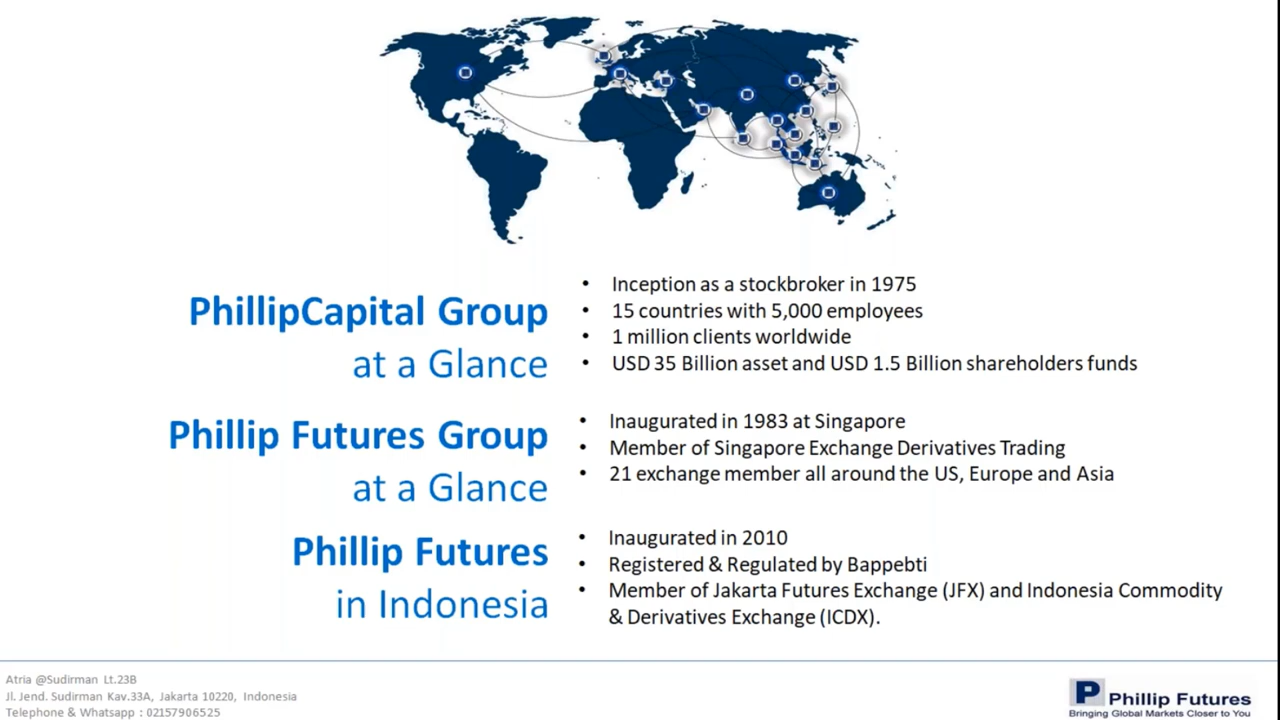 PhillipCapital Group
at a Glance
• Inception as a stockbroker in 1975
• 15 countries with 5,000 employees
• 1 million clients worldwide
• USD 35 Billion asset and USD 1.5 Billion shareholders funds
Phillip Futures Group
at a Glance
• Inaugurated in 1983 at Singapore
• Member of Singapore Exchange Derivatives Trading
• 21 exchange member all around the US, Europe and Asia
Phillip Futures
in Indonesia
• Inaugurated in 2010
• Registered & Regulated by Bappebti
• Member of Jakarta Futures Exchange (JFX) and Indonesia Commodity
& Derivatives Exchange (ICDX).
Atria @Sudirman Lt.23B
Jl. Jend. Sudirman Kav.33A, Jakarta 10220, Indonesia
Telephone & Whatsapp : 02157906525
P Phillip Futures
Bringing Global Markets Closer to You